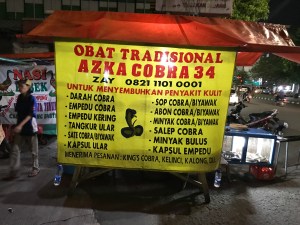 OBAT TRADISIONAL
AZKA COBRA 34
ZAY 0821 1101 0001
UNTUK MENYEMBUHKAN PENYAKIT KULIT
- DARAH COBRA
- EMPEDU COBRA
- EMPEDU KERING
- TANGKUR ULAR
- SATE COBRA/BIYAWAK
- KAPSUL ULAR
- SOP COBRA/BIYAWAK
- ABON COBRA/BIYAWAK
- MINYAK COBRA/BIYAWAK
- SALEP COBRA
- MINYAK BULUS
- KAPSUL EMPEDU
MENERIMA PESANAN : KING'S COBRA, KELINCI, KALONG, DLL
NASI